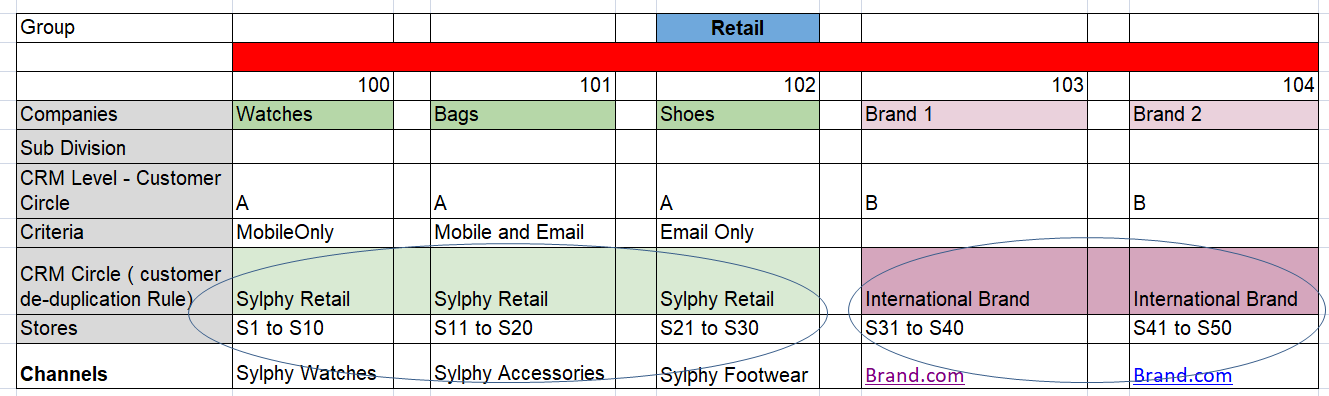 Group Retail
100 101 102 103 104
Companies Watches Bags Shoes Brand 1 Brand 2
Sub Division
CRM Level - Customer
Circle A A A B B
Criteria MobileOnly Mobile and Email Email Only
CRM Circle ( customer
de-duplication Rule) Sylphy Retail Sylphy Retail Sylphy Retail International Brand International Brand
Stores S1 to S10 S11 to S20 S21 to S30 S31 to S40 S41 to S50
Channels Sylphy Watches Sylphy Accessories Sylphy Footwear Brand.com Brand.com